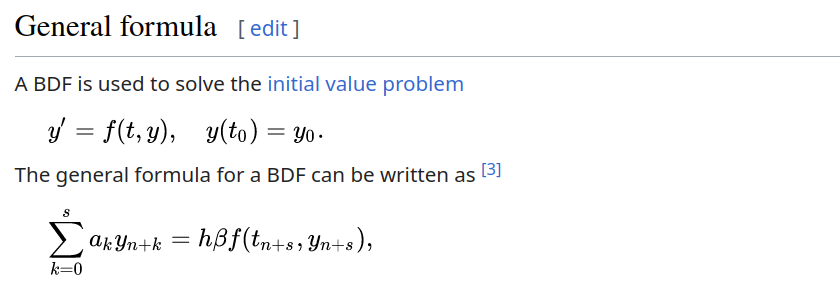 General formula [ edit ]
A BDF is used to solve the initial value problem
y′ = f(t, y), y(t₀) = y₀.
The general formula for a BDF can be written as [3]
∑ₖ₌₀ˢ aₖyₙ₊ₖ = hβf(tₙ₊ₛ, yₙ₊ₛ),